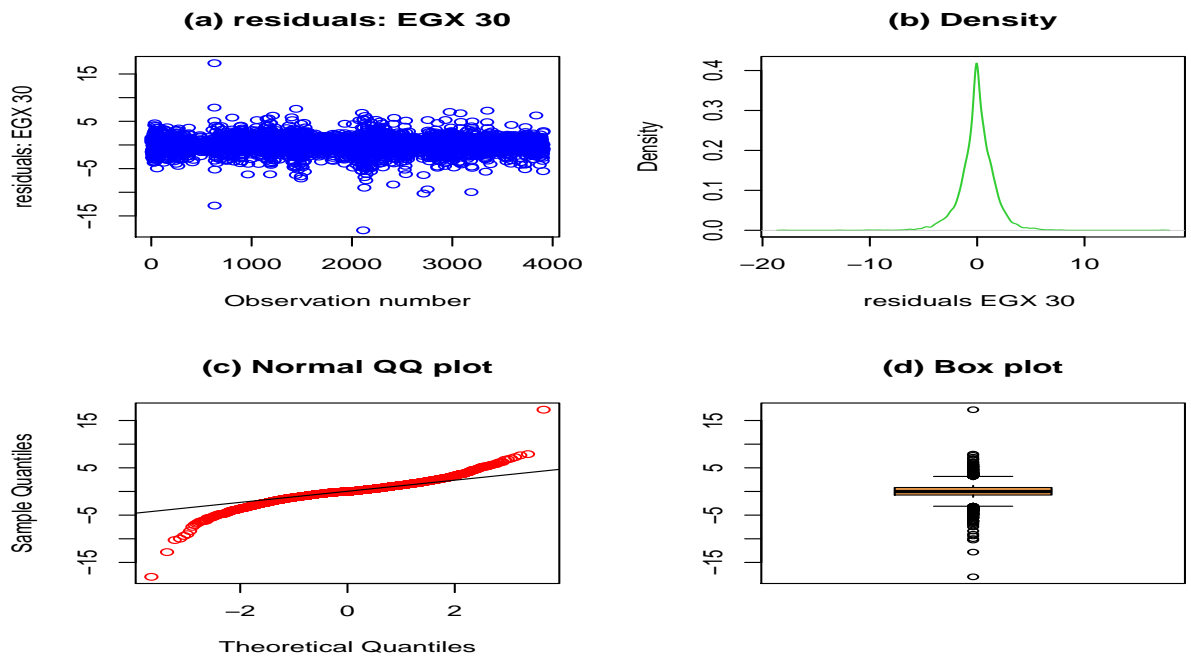 (a) residuals: EGX 30
residuals: EGX 30
15
5
−5
−15
0 1000 2000 3000 4000
Observation number
(b) Density
Density
0.4
0.3
0.2
0.1
0.0
−20 −10 0 10
residuals EGX 30
(c) Normal QQ plot
Sample Quantiles
15
5
−5
−15
−2 0 2
Theoretical Quantiles
(d) Box plot
15
5
−5
−15